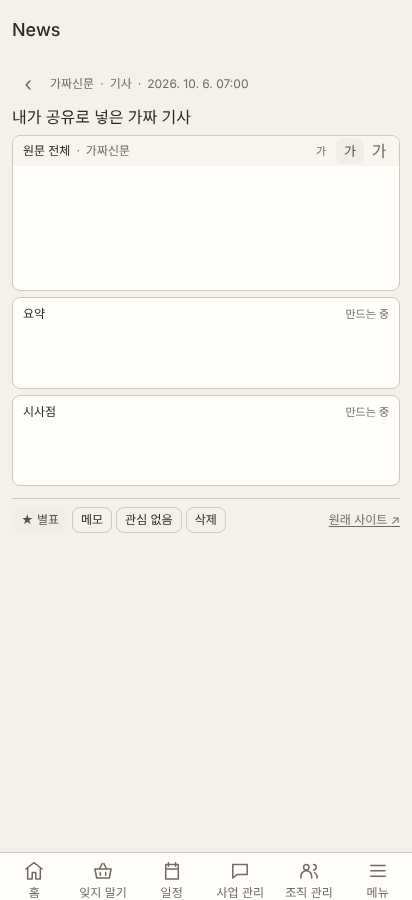 News
‹ 가짜신문 · 기사 · 2026. 10. 6. 07:00
내가 공유로 넣은 가짜 기사
원문 전체 · 가짜신문 가 가 가
요약 만드는 중
시사점 만드는 중
★ 별표 메모 관심 없음 삭제 원래 사이트 ↗
홈 잊지 말기 일정 사업 관리 조직 관리 메뉴